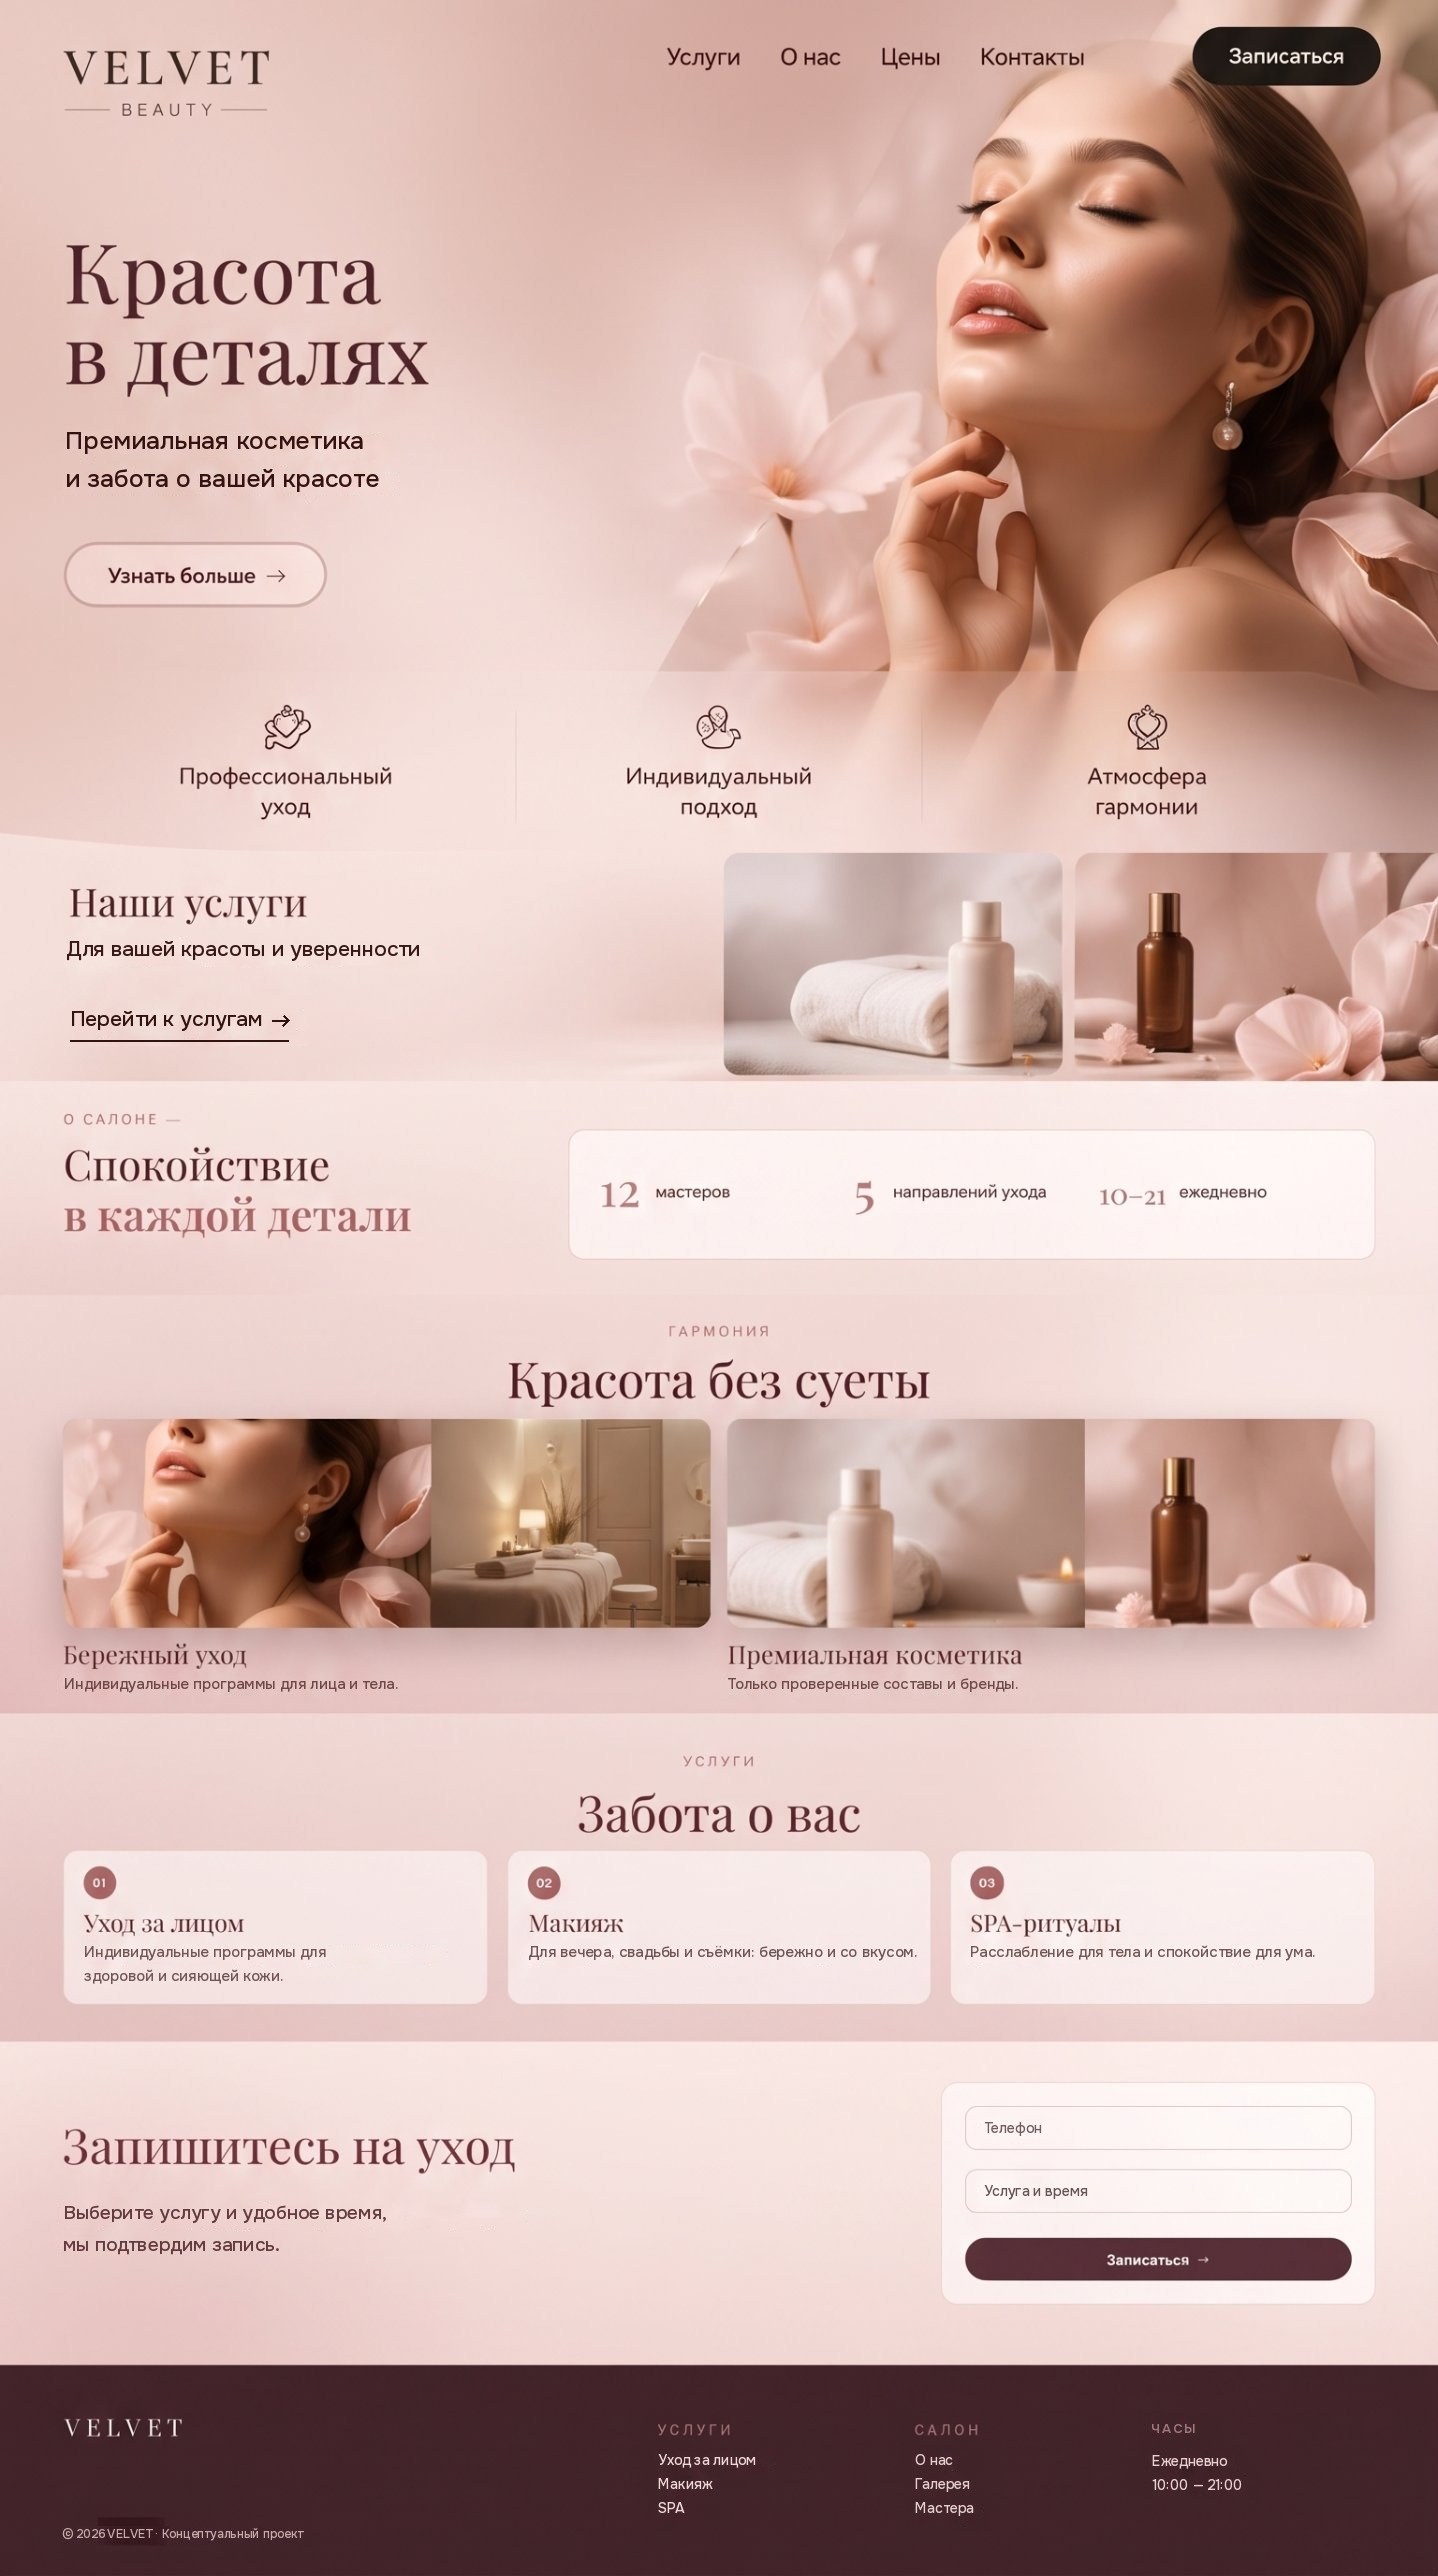 VELVET
BEAUTY
Услуги О нас Цены Контакты Записаться
Красота
в деталях
Премиальная косметика
и забота о вашей красоте
Узнать больше →
Профессиональный
уход
Индивидуальный
подход
Атмосфера
гармонии
Наши услуги
Для вашей красоты и уверенности
Перейти к услугам →
О САЛОНЕ —
Спокойствие
в каждой детали
12 мастеров
5 направлений ухода
10–21 ежедневно
ГАРМОНИЯ
Красота без суеты
Бережный уход
Индивидуальные программы для лица и тела.
Премиальная косметика
Только проверенные составы и бренды.
УСЛУГИ
Забота о вас
01
Уход за лицом
Индивидуальные программы для
здоровой и сияющей кожи.
02
Макияж
Для вечера, свадьбы и съёмки: бережно и со вкусом.
03
SPA-ритуалы
Расслабление для тела и спокойствие для ума.
Запишитесь на уход
Выберите услугу и удобное время,
мы подтвердим запись.
Телефон
Услуга и время
Записаться →
VELVET
УСЛУГИ
Уход за лицом
Макияж
SPA
САЛОН
О нас
Галерея
Мастера
ЧАСЫ
Ежедневно
10:00 — 21:00
© 2026 VELVET · Концептуальный проект